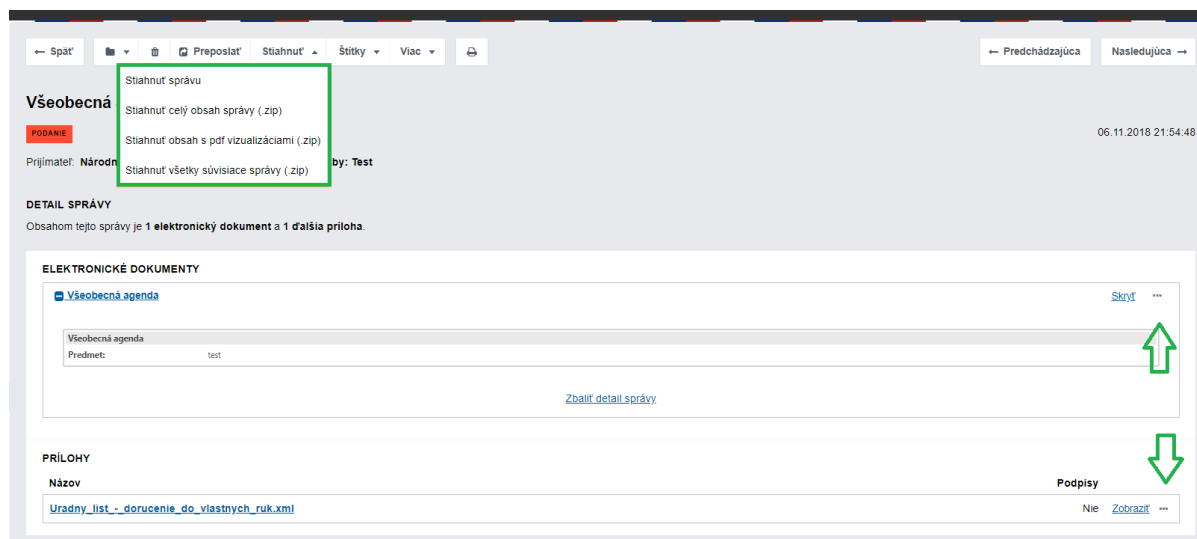 ← Späť Preposlať Stiahnuť Štítky Viac ← Predchádzajúca Nasledujúca →
Stiahnuť správu
Stiahnuť celý obsah správy (.zip)
Stiahnuť obsah s pdf vizualizáciami (.zip)
Stiahnuť všetky súvisiace správy (.zip)
Všeobecná
PODANIE 06.11.2018 21:54:48
Prijímateľ: Národn by: Test
DETAIL SPRÁVY
Obsahom tejto správy je 1 elektronický dokument a 1 ďalšia príloha.
ELEKTRONICKÉ DOKUMENTY
Všeobecná agenda Skryť ···
Všeobecná agenda
Predmet: test
Zbaliť detail správy
PRÍLOHY
Názov Podpisy
Uradny_list_-_dorucenie_do_vlastnych_ruk.xml Nie Zobraziť ···